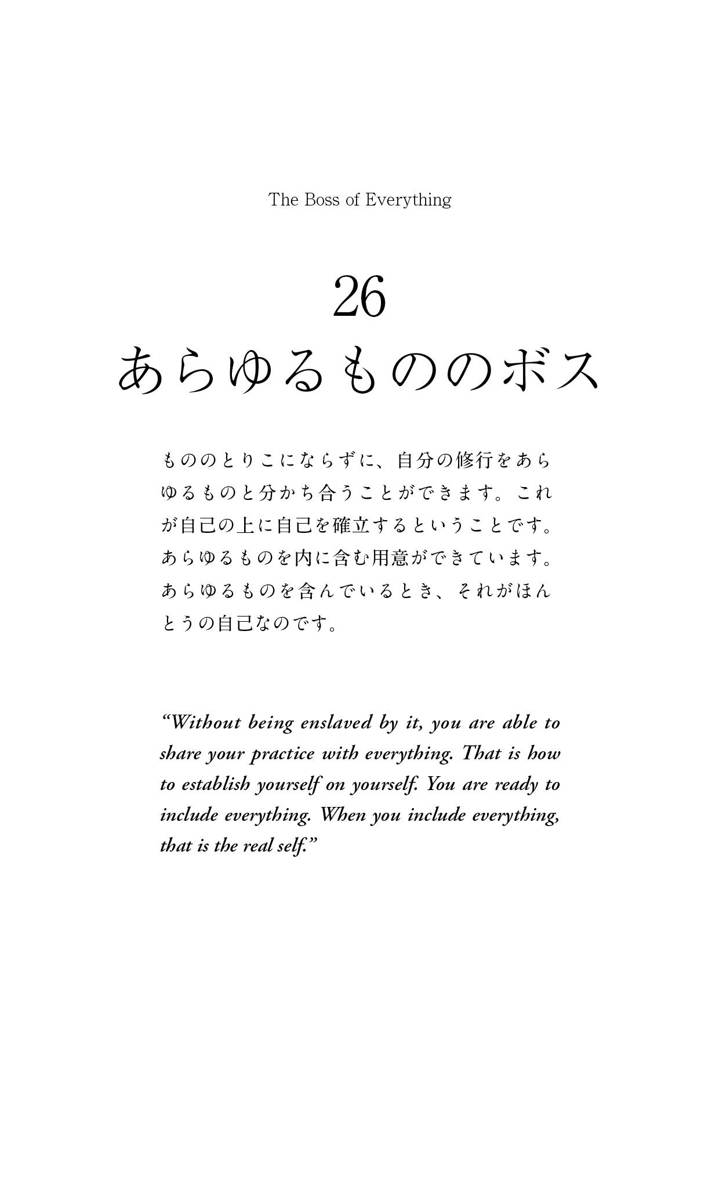 The Boss of Everything
26
あらゆるもののボス
もののとりこにならずに、自分の修行をあら
ゆるものと分かち合うことができます。これ
が自己の上に自己を確立するということです。
あらゆるものを内に含む用意ができています。
あらゆるものを含んでいるとき、それがほん
とうの自己なのです。
“Without being enslaved by it, you are able to
share your practice with everything. That is how
to establish yourself on yourself. You are ready to
include everything. When you include everything,
that is the real self.”